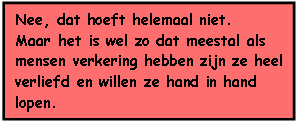 Nee, dat hoeft helemaal niet.
Maar het is wel zo dat meestal als
mensen verkering hebben zijn ze heel
verliefd en willen ze hand in hand
lopen.